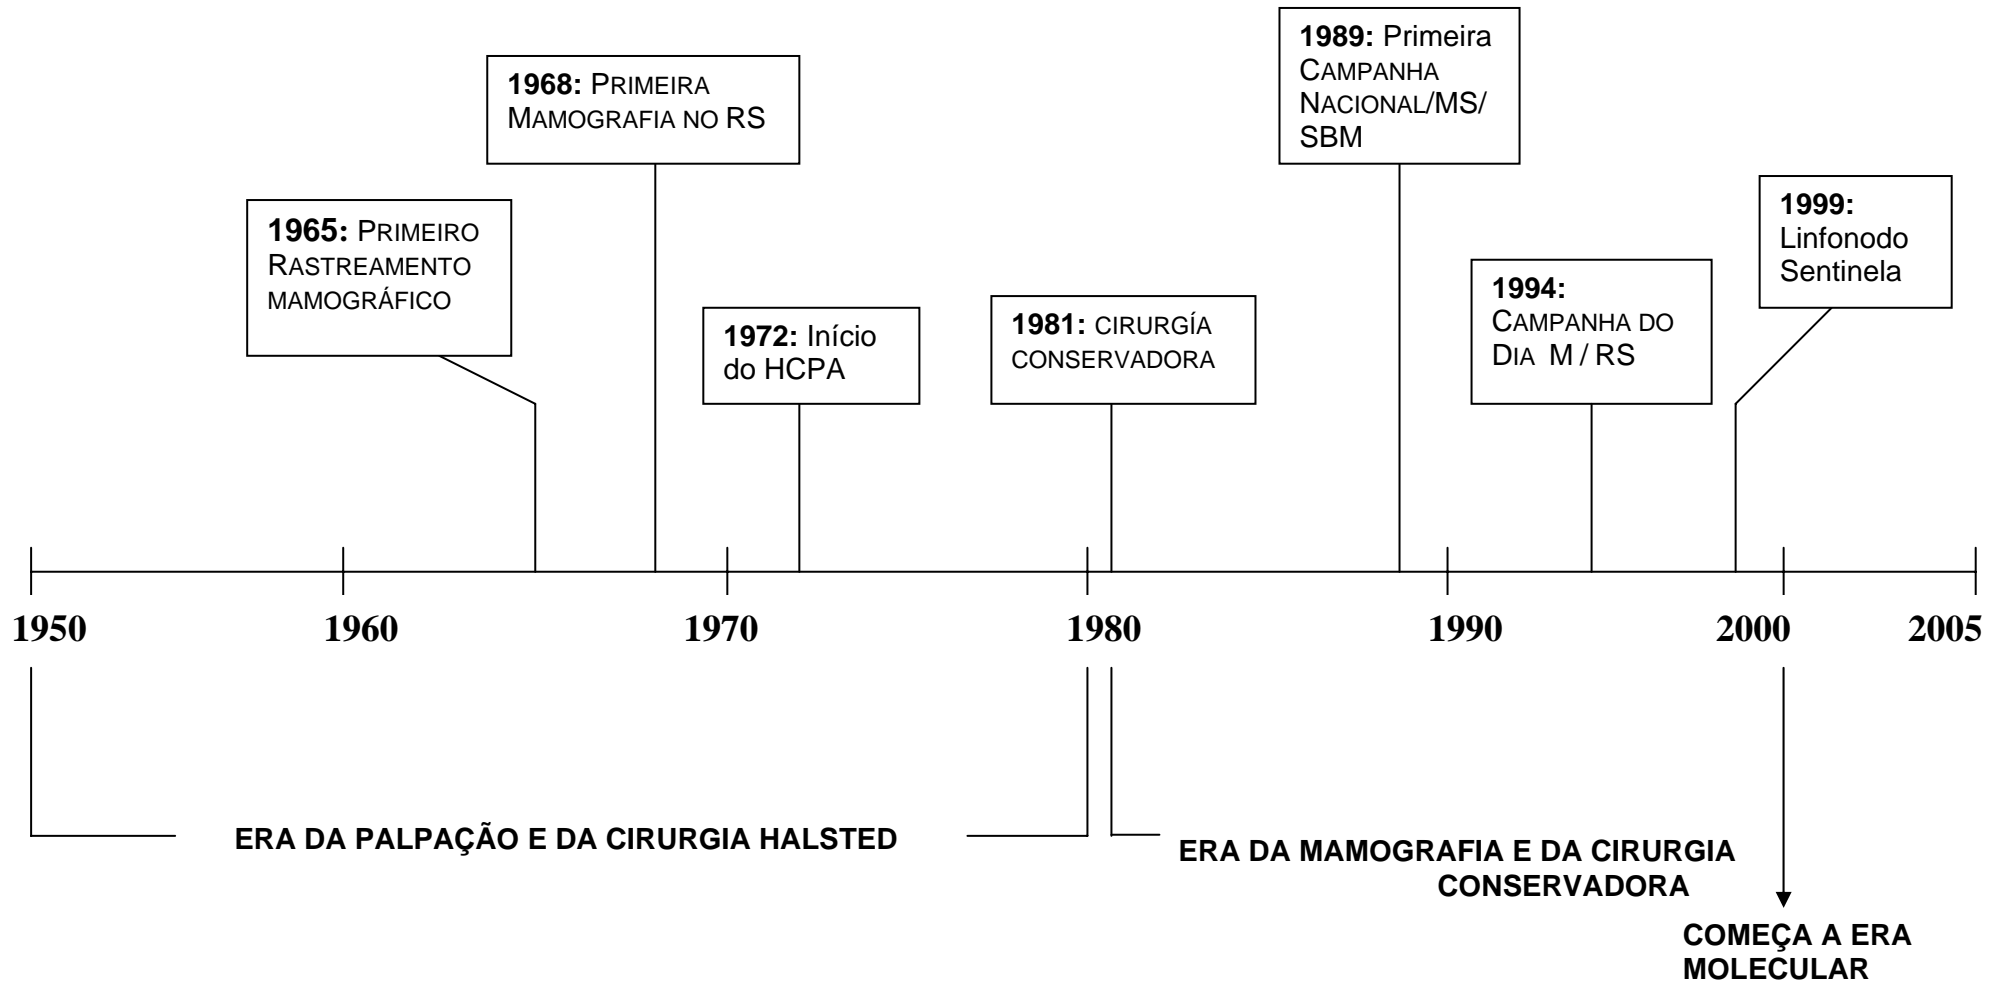 1965: PRIMEIRO
RASTREAMENTO
MAMOGRÁFICO
1968: PRIMEIRA
MAMOGRAFIA NO RS
1972: Início
do HCPA
1981: CIRURGÍA
CONSERVADORA
1989: Primeira
CAMPANHA
NACIONAL/MS/
SBM
1994:
CAMPANHA DO
DIA M / RS
1999:
Linfonodo
Sentinela
1950 1960 1970 1980 1990 2000 2005
ERA DA PALPAÇÃO E DA CIRURGIA HALSTED
ERA DA MAMOGRAFIA E DA CIRURGIA
CONSERVADORA
COMEÇA A ERA
MOLECULAR